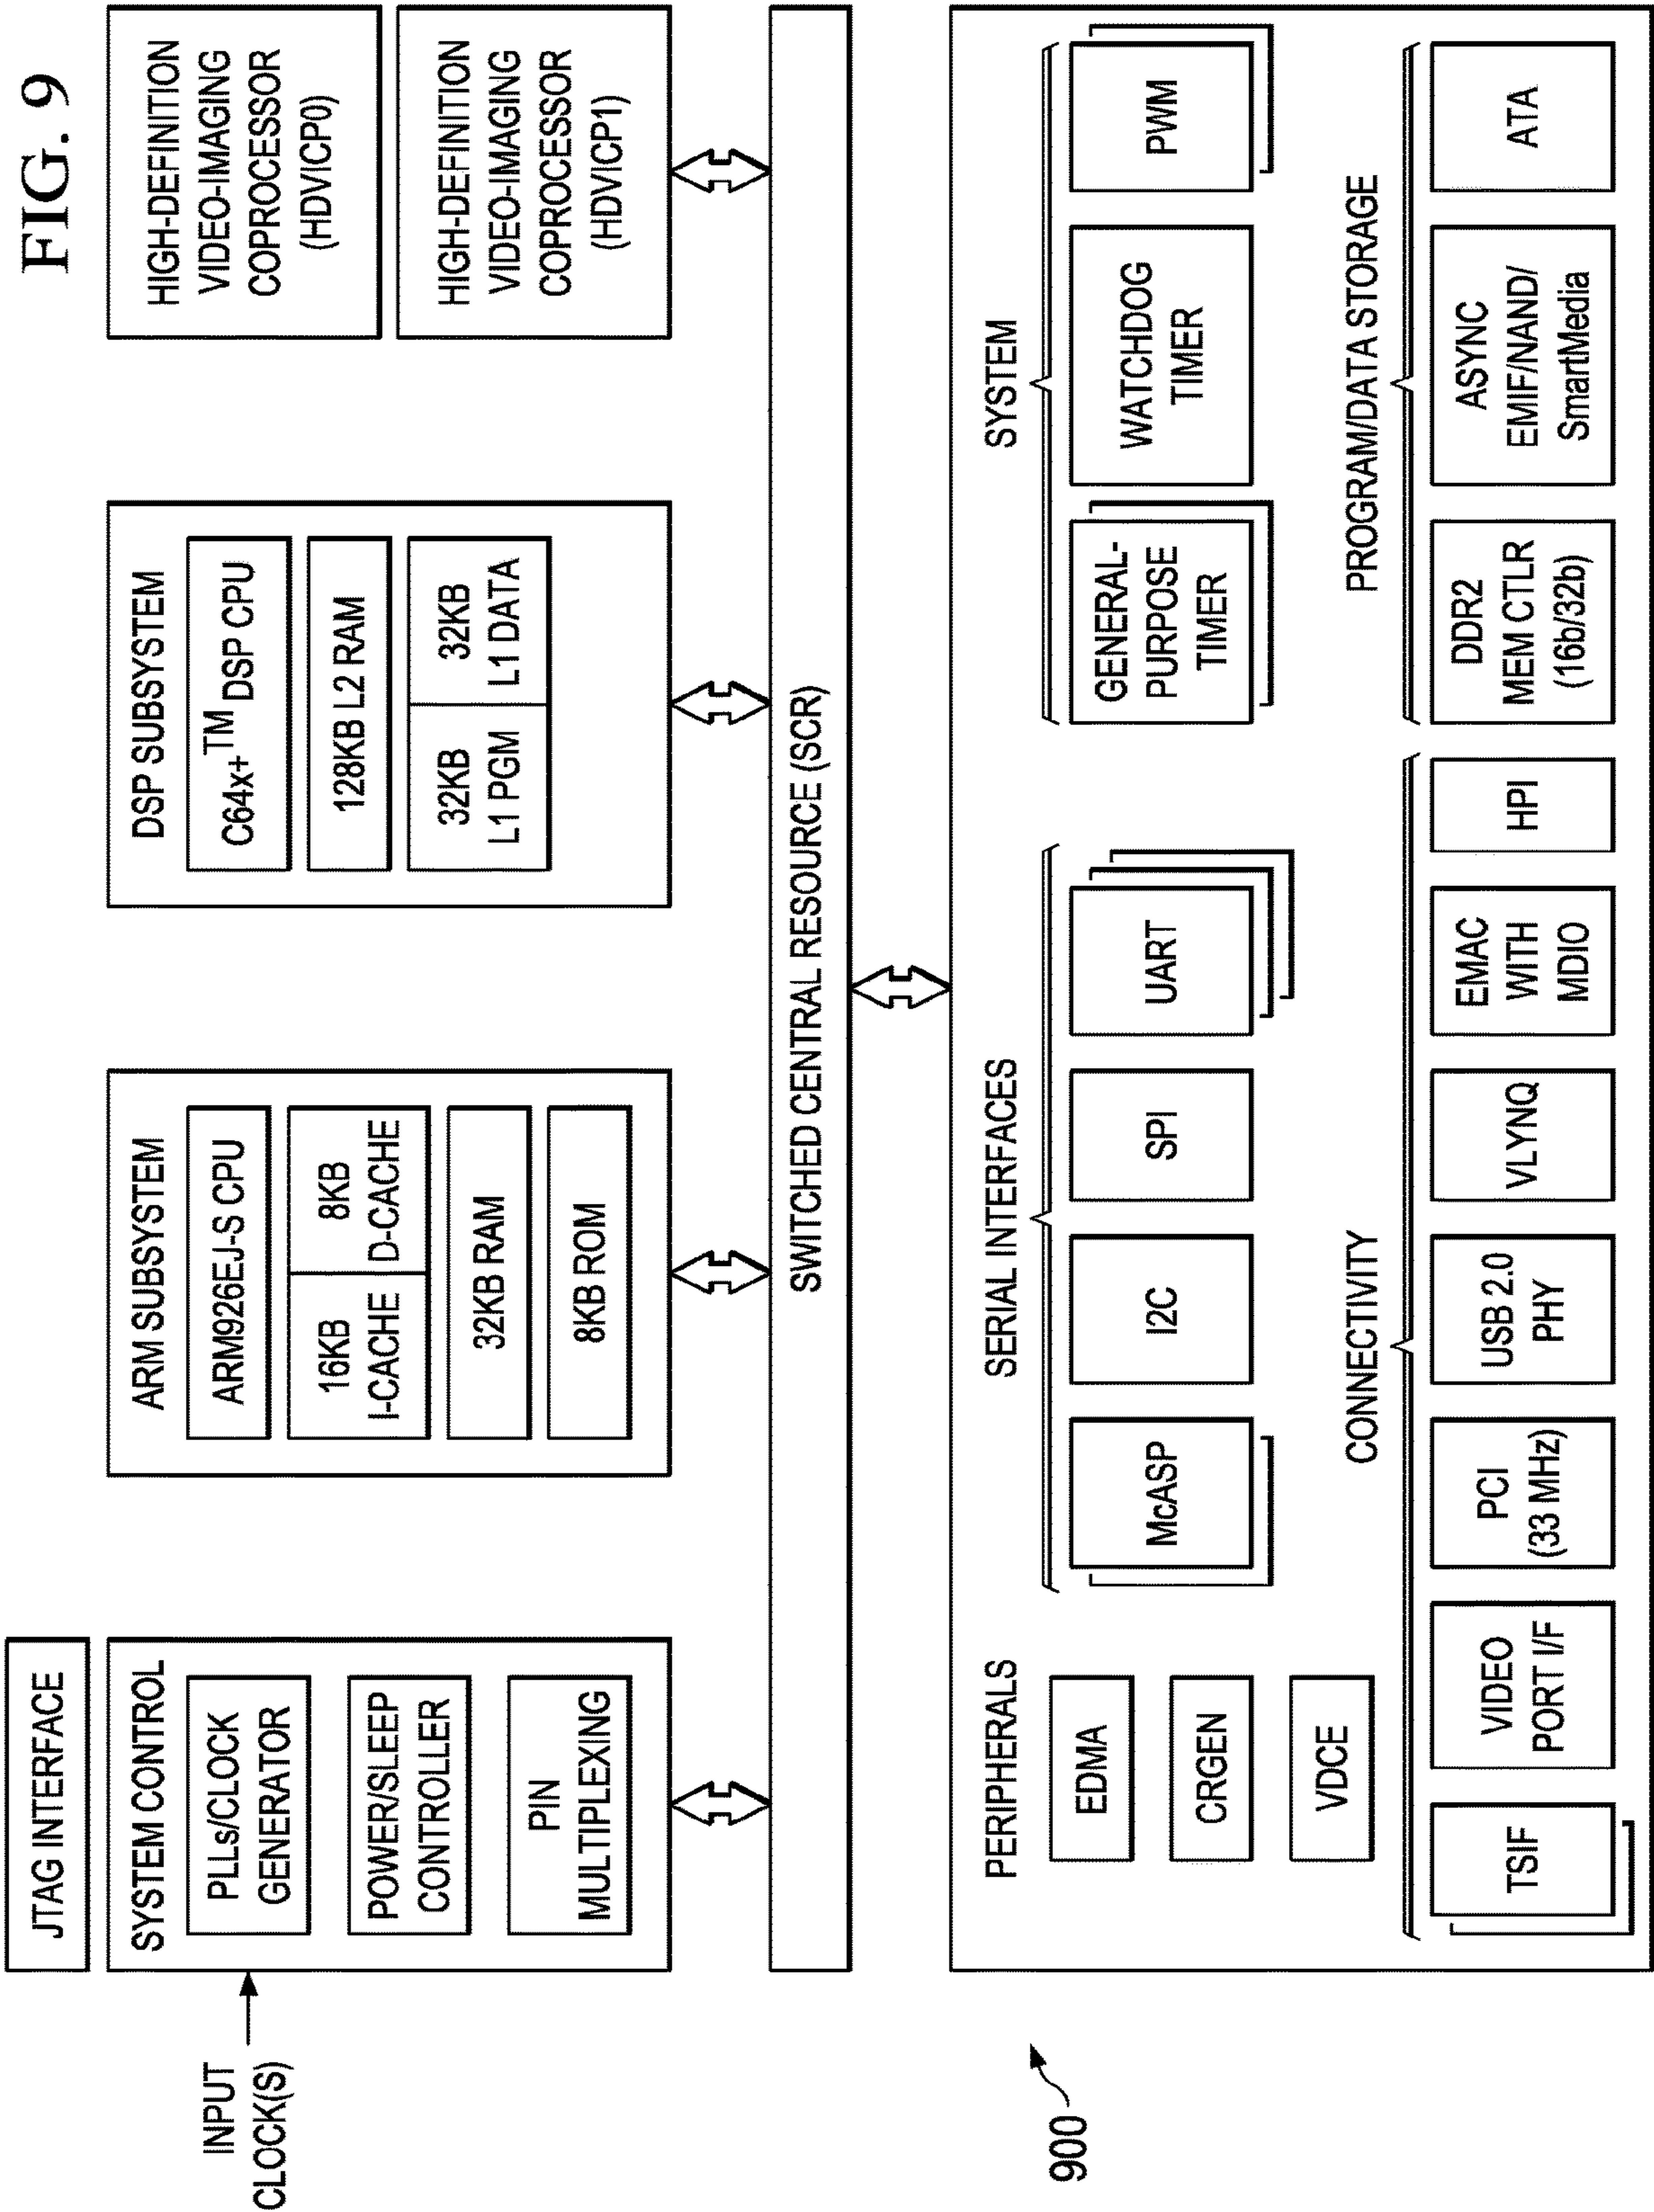 FIG. 9
JTAG INTERFACE
INPUT
CLOCK(S)
SYSTEM CONTROL
PLLs/CLOCK
GENERATOR
POWER/SLEEP
CONTROLLER
PIN
MULTIPLEXING
ARM SUBSYSTEM
ARM926EJ-S CPU
16KB
I-CACHE
8KB
D-CACHE
32KB RAM
8KB ROM
DSP SUBSYSTEM
C64x+™ DSP CPU
128KB L2 RAM
32KB
L1 PGM
32KB
L1 DATA
HIGH-DEFINITION
VIDEO-IMAGING
COPROCESSOR
(HDVICP0)
HIGH-DEFINITION
VIDEO-IMAGING
COPROCESSOR
(HDVICP1)
SWITCHED CENTRAL RESOURCE (SCR)
900
PERIPHERALS
EDMA
CRGEN
VDCE
SERIAL INTERFACES
McASP
I2C
SPI
UART
SYSTEM
GENERAL-
PURPOSE
TIMER
WATCHDOG
TIMER
PWM
CONNECTIVITY
TSIF
VIDEO
PORT I/F
PCI
(33 MHz)
USB 2.0
PHY
VLYNQ
EMAC
WITH
MDIO
HPI
PROGRAM/DATA STORAGE
DDR2
MEM CTLR
(16b/32b)
ASYNC
EMIF/NAND/
SmartMedia
ATA